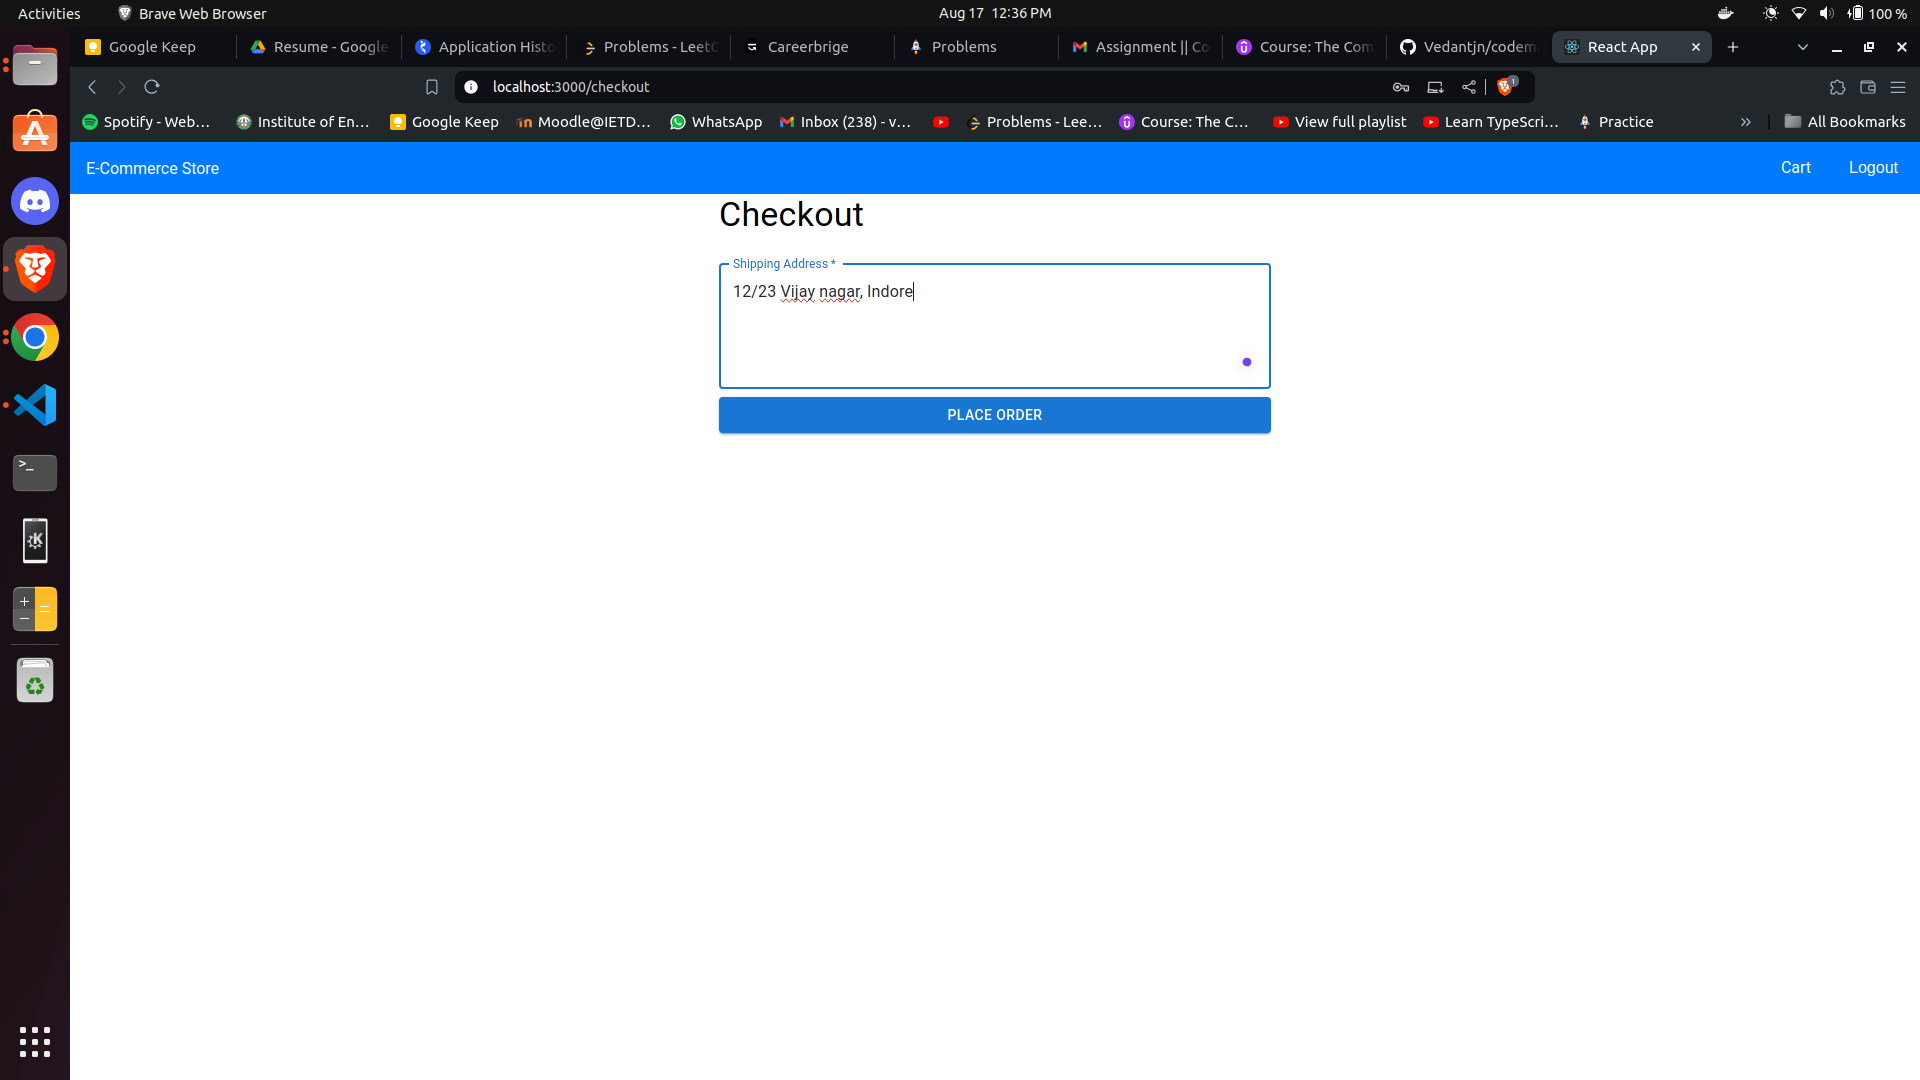 Activities Brave Web Browser Aug 17 12:36 PM 100 %
Google Keep Resume - Google Application Histo Problems - LeetC Careerbrige Problems Assignment || Co Course: The Com Vedantjn/codem React App
localhost:3000/checkout 1
Spotify - Web... Institute of En... Google Keep Moodle@IETD... WhatsApp Inbox (238) - v... Problems - Lee... Course: The C... View full playlist Learn TypeScri... Practice » All Bookmarks
E-Commerce Store Cart Logout
Checkout
Shipping Address *
12/23 Vijay nagar, Indore
PLACE ORDER